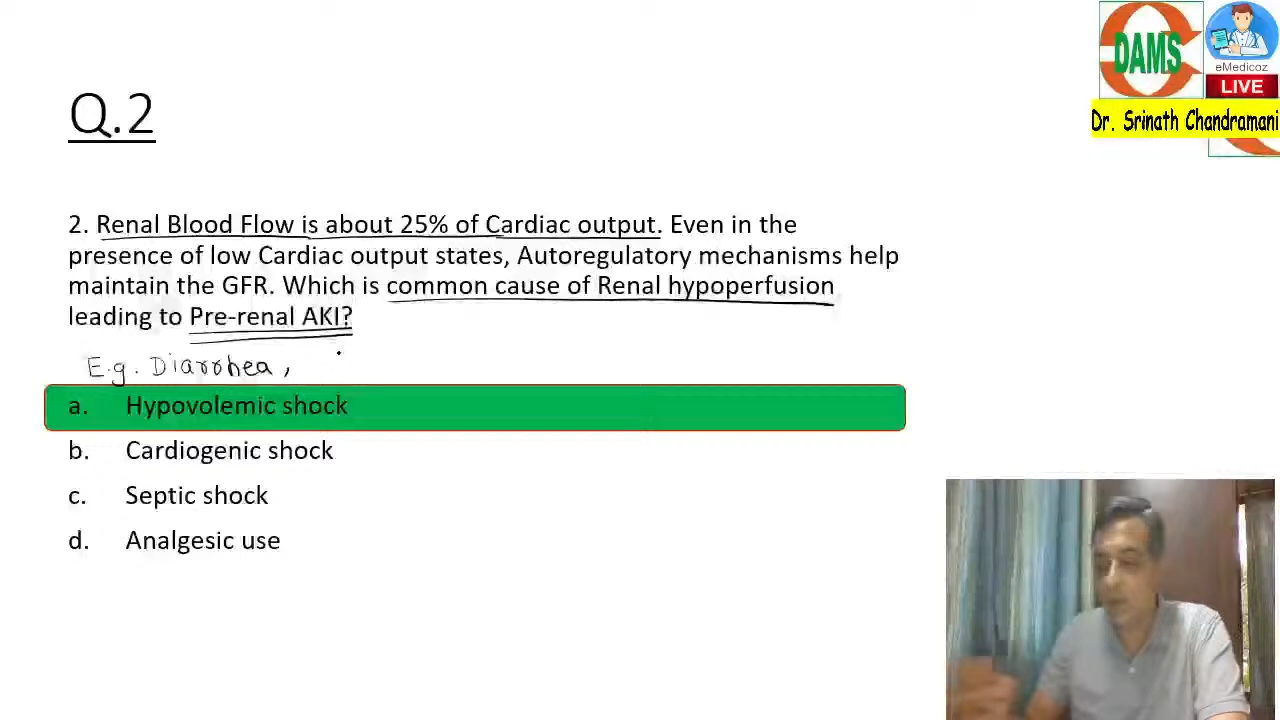 DAMS
eMedicoz
LIVE
Dr. Srinath Chandramani
Q.2
2. Renal Blood Flow is about 25% of Cardiac output. Even in the
presence of low Cardiac output states, Autoregulatory mechanisms help
maintain the GFR. Which is common cause of Renal hypoperfusion
leading to Pre-renal AKI?
E.g. Diarrhea,
a. Hypovolemic shock
b. Cardiogenic shock
c. Septic shock
d. Analgesic use